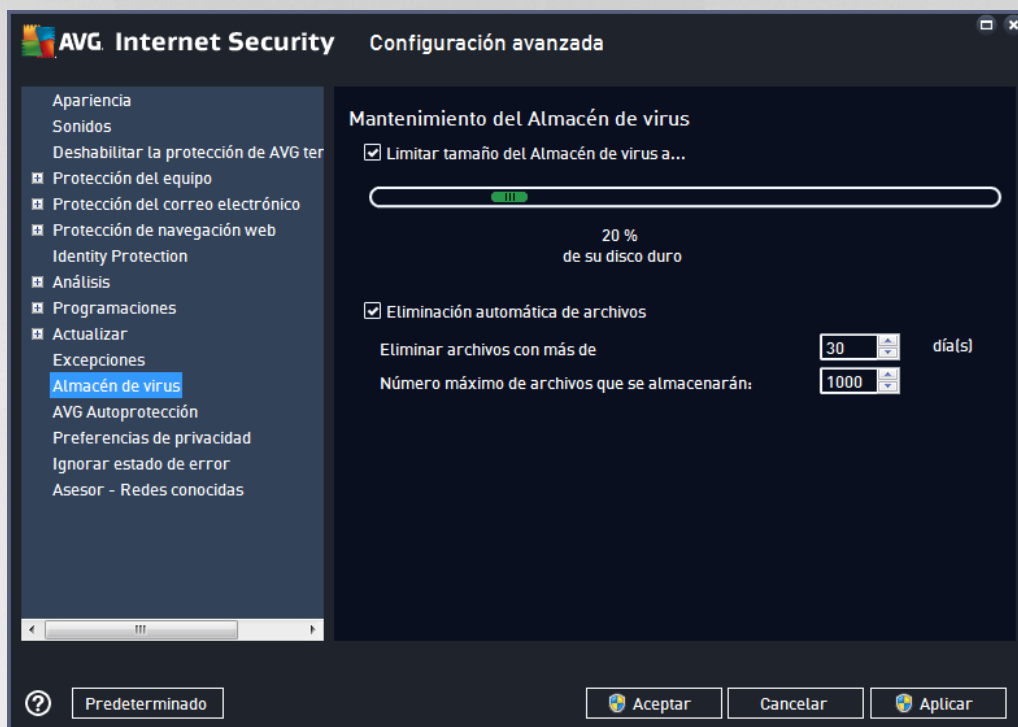 AVG. Internet Security
Configuración avanzada
Apariencia
Sonidos
Deshabilitar la protección de AVG ter
Protección del equipo
Protección del correo electrónico
Protección de navegación web
Identity Protection
Análisis
Programaciones
Actualizar
Excepciones
Almacén de virus
AVG Autoprotección
Preferencias de privacidad
Ignorar estado de error
Asesor - Redes conocidas
Mantenimiento del Almacén de virus
Limitar tamaño del Almacén de virus a...
20 %
de su disco duro
Eliminación automática de archivos
Eliminar archivos con más de 30 día(s)
Número máximo de archivos que se almacenarán: 1000
? Predeterminado Aceptar Cancelar Aplicar